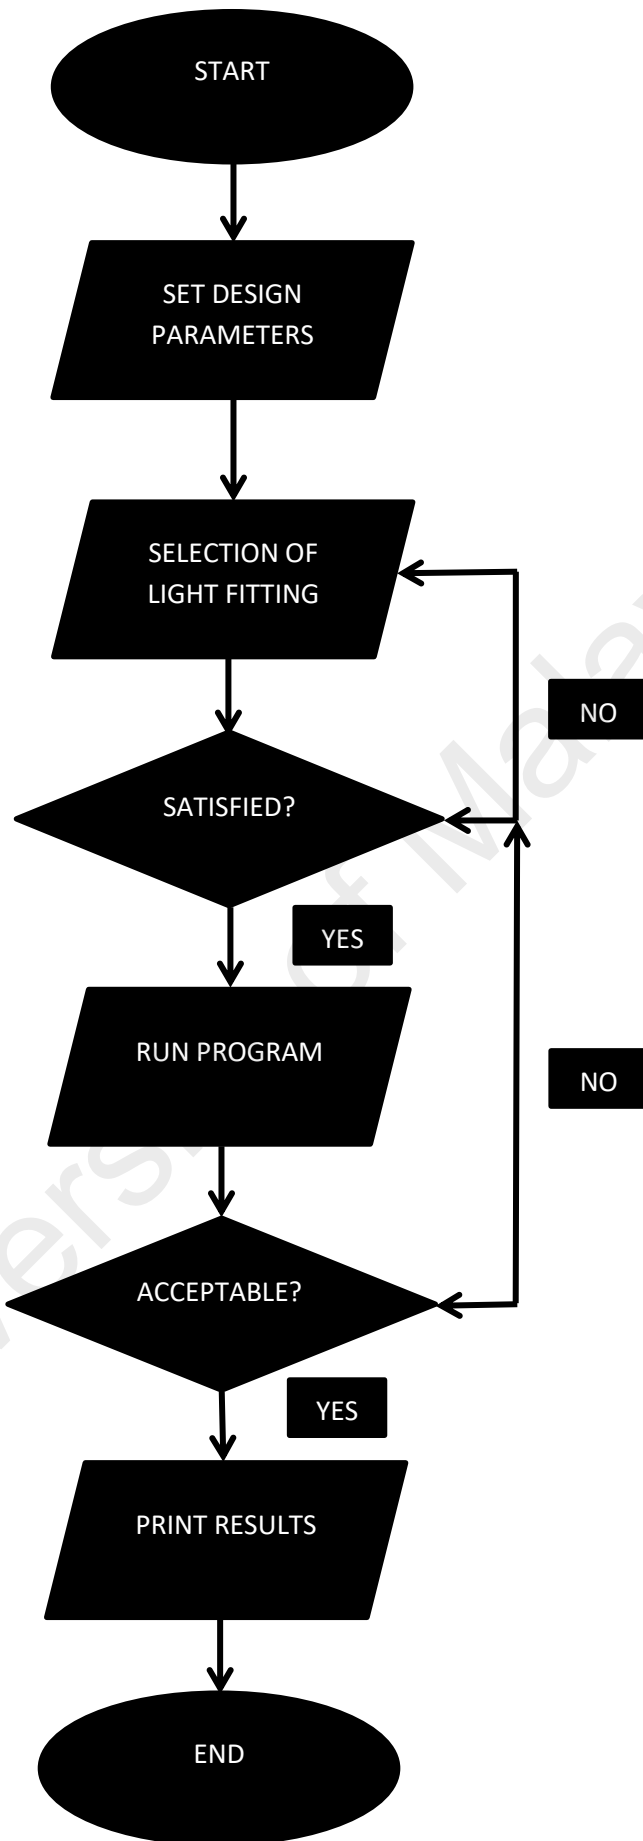 START
SET DESIGN
PARAMETERS
SELECTION OF
LIGHT FITTING
NO
SATISFIED?
YES
RUN PROGRAM
NO
ACCEPTABLE?
YES
PRINT RESULTS
END